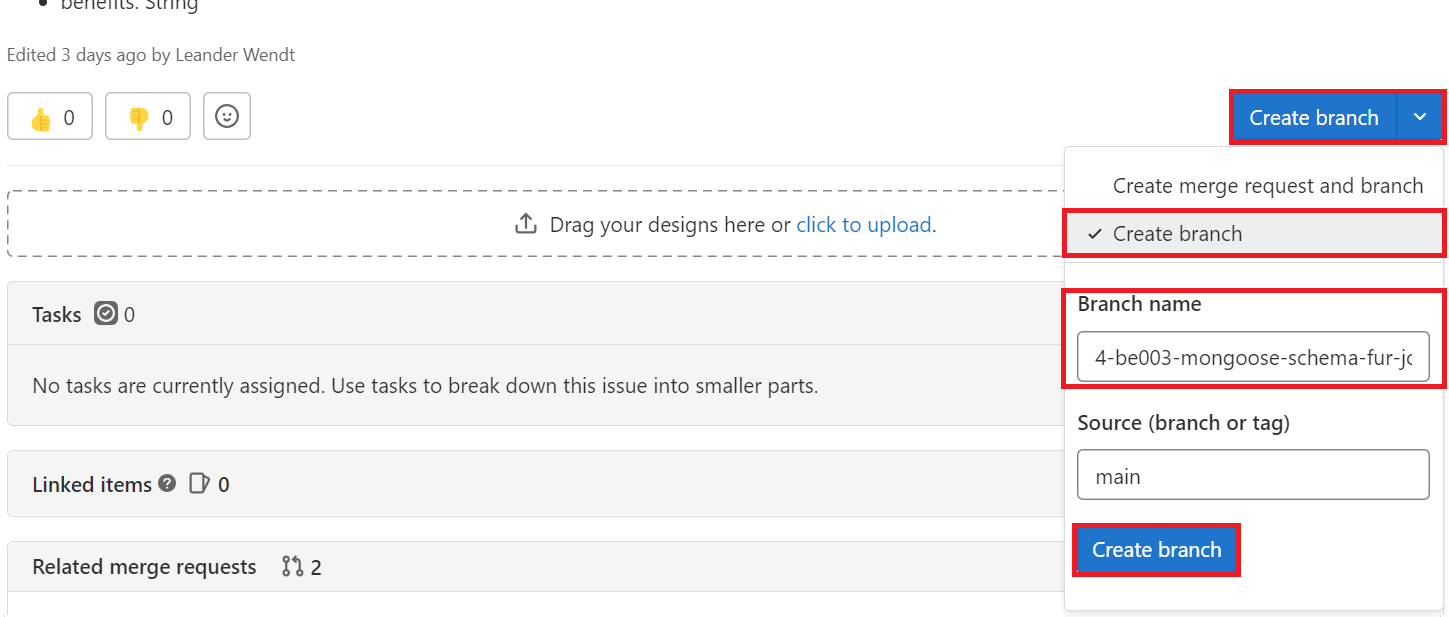 benefits: String
Edited 3 days ago by Leander Wendt
👍 0 👎 0
Create branch
Create merge request and branch
✓ Create branch
Drag your designs here or click to upload.
Tasks 0
No tasks are currently assigned. Use tasks to break down this issue into smaller parts.
Linked items 0
Related merge requests 2
Branch name
4-be003-mongoose-schema-fur-jo
Source (branch or tag)
main
Create branch